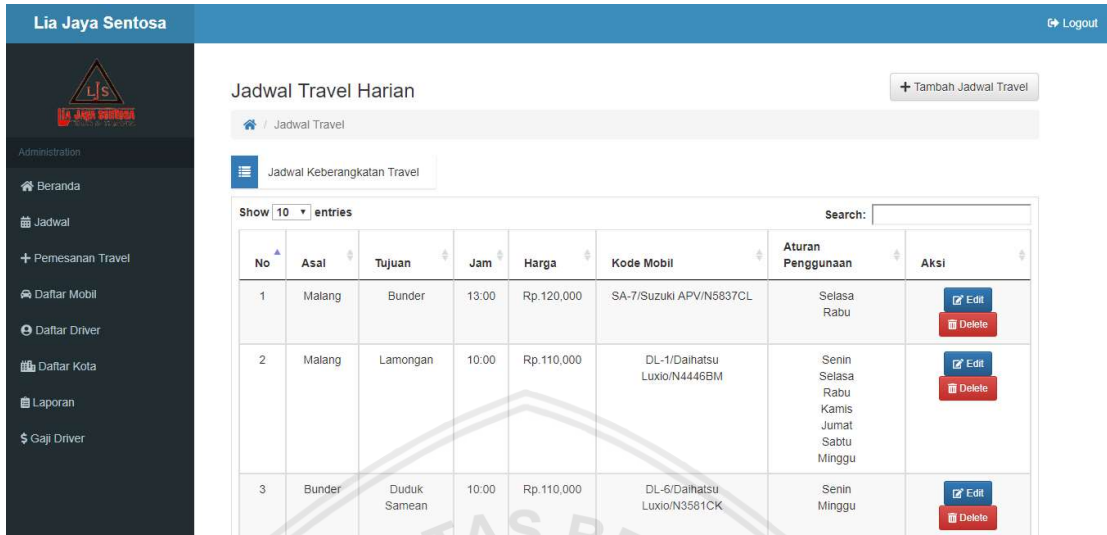 Lia Jaya Sentosa
Logout
LJS
LIA JAYA SENTOSA
Administration
Beranda
Jadwal
+ Pemesanan Travel
Daftar Mobil
Daftar Driver
Daftar Kota
Laporan
$ Gaji Driver
Jadwal Travel Harian
+ Tambah Jadwal Travel
/ Jadwal Travel
Jadwal Keberangkatan Travel
Show 10 entries
Search:
No Asal Tujuan Jam Harga Kode Mobil Aturan Penggunaan Aksi
1 Malang Bunder 13:00 Rp.120,000 SA-7/Suzuki APV/N5837CL Selasa Edit
Rabu Delete
2 Malang Lamongan 10:00 Rp.110,000 DL-1/Daihatsu Senin Edit
Luxio/N4446BM Selasa Delete
Rabu
Kamis
Jumat
Sabtu
Minggu
3 Bunder Duduk 10:00 Rp.110,000 DL-6/Daihatsu Senin Edit
Samean Luxio/N3581CK Minggu Delete